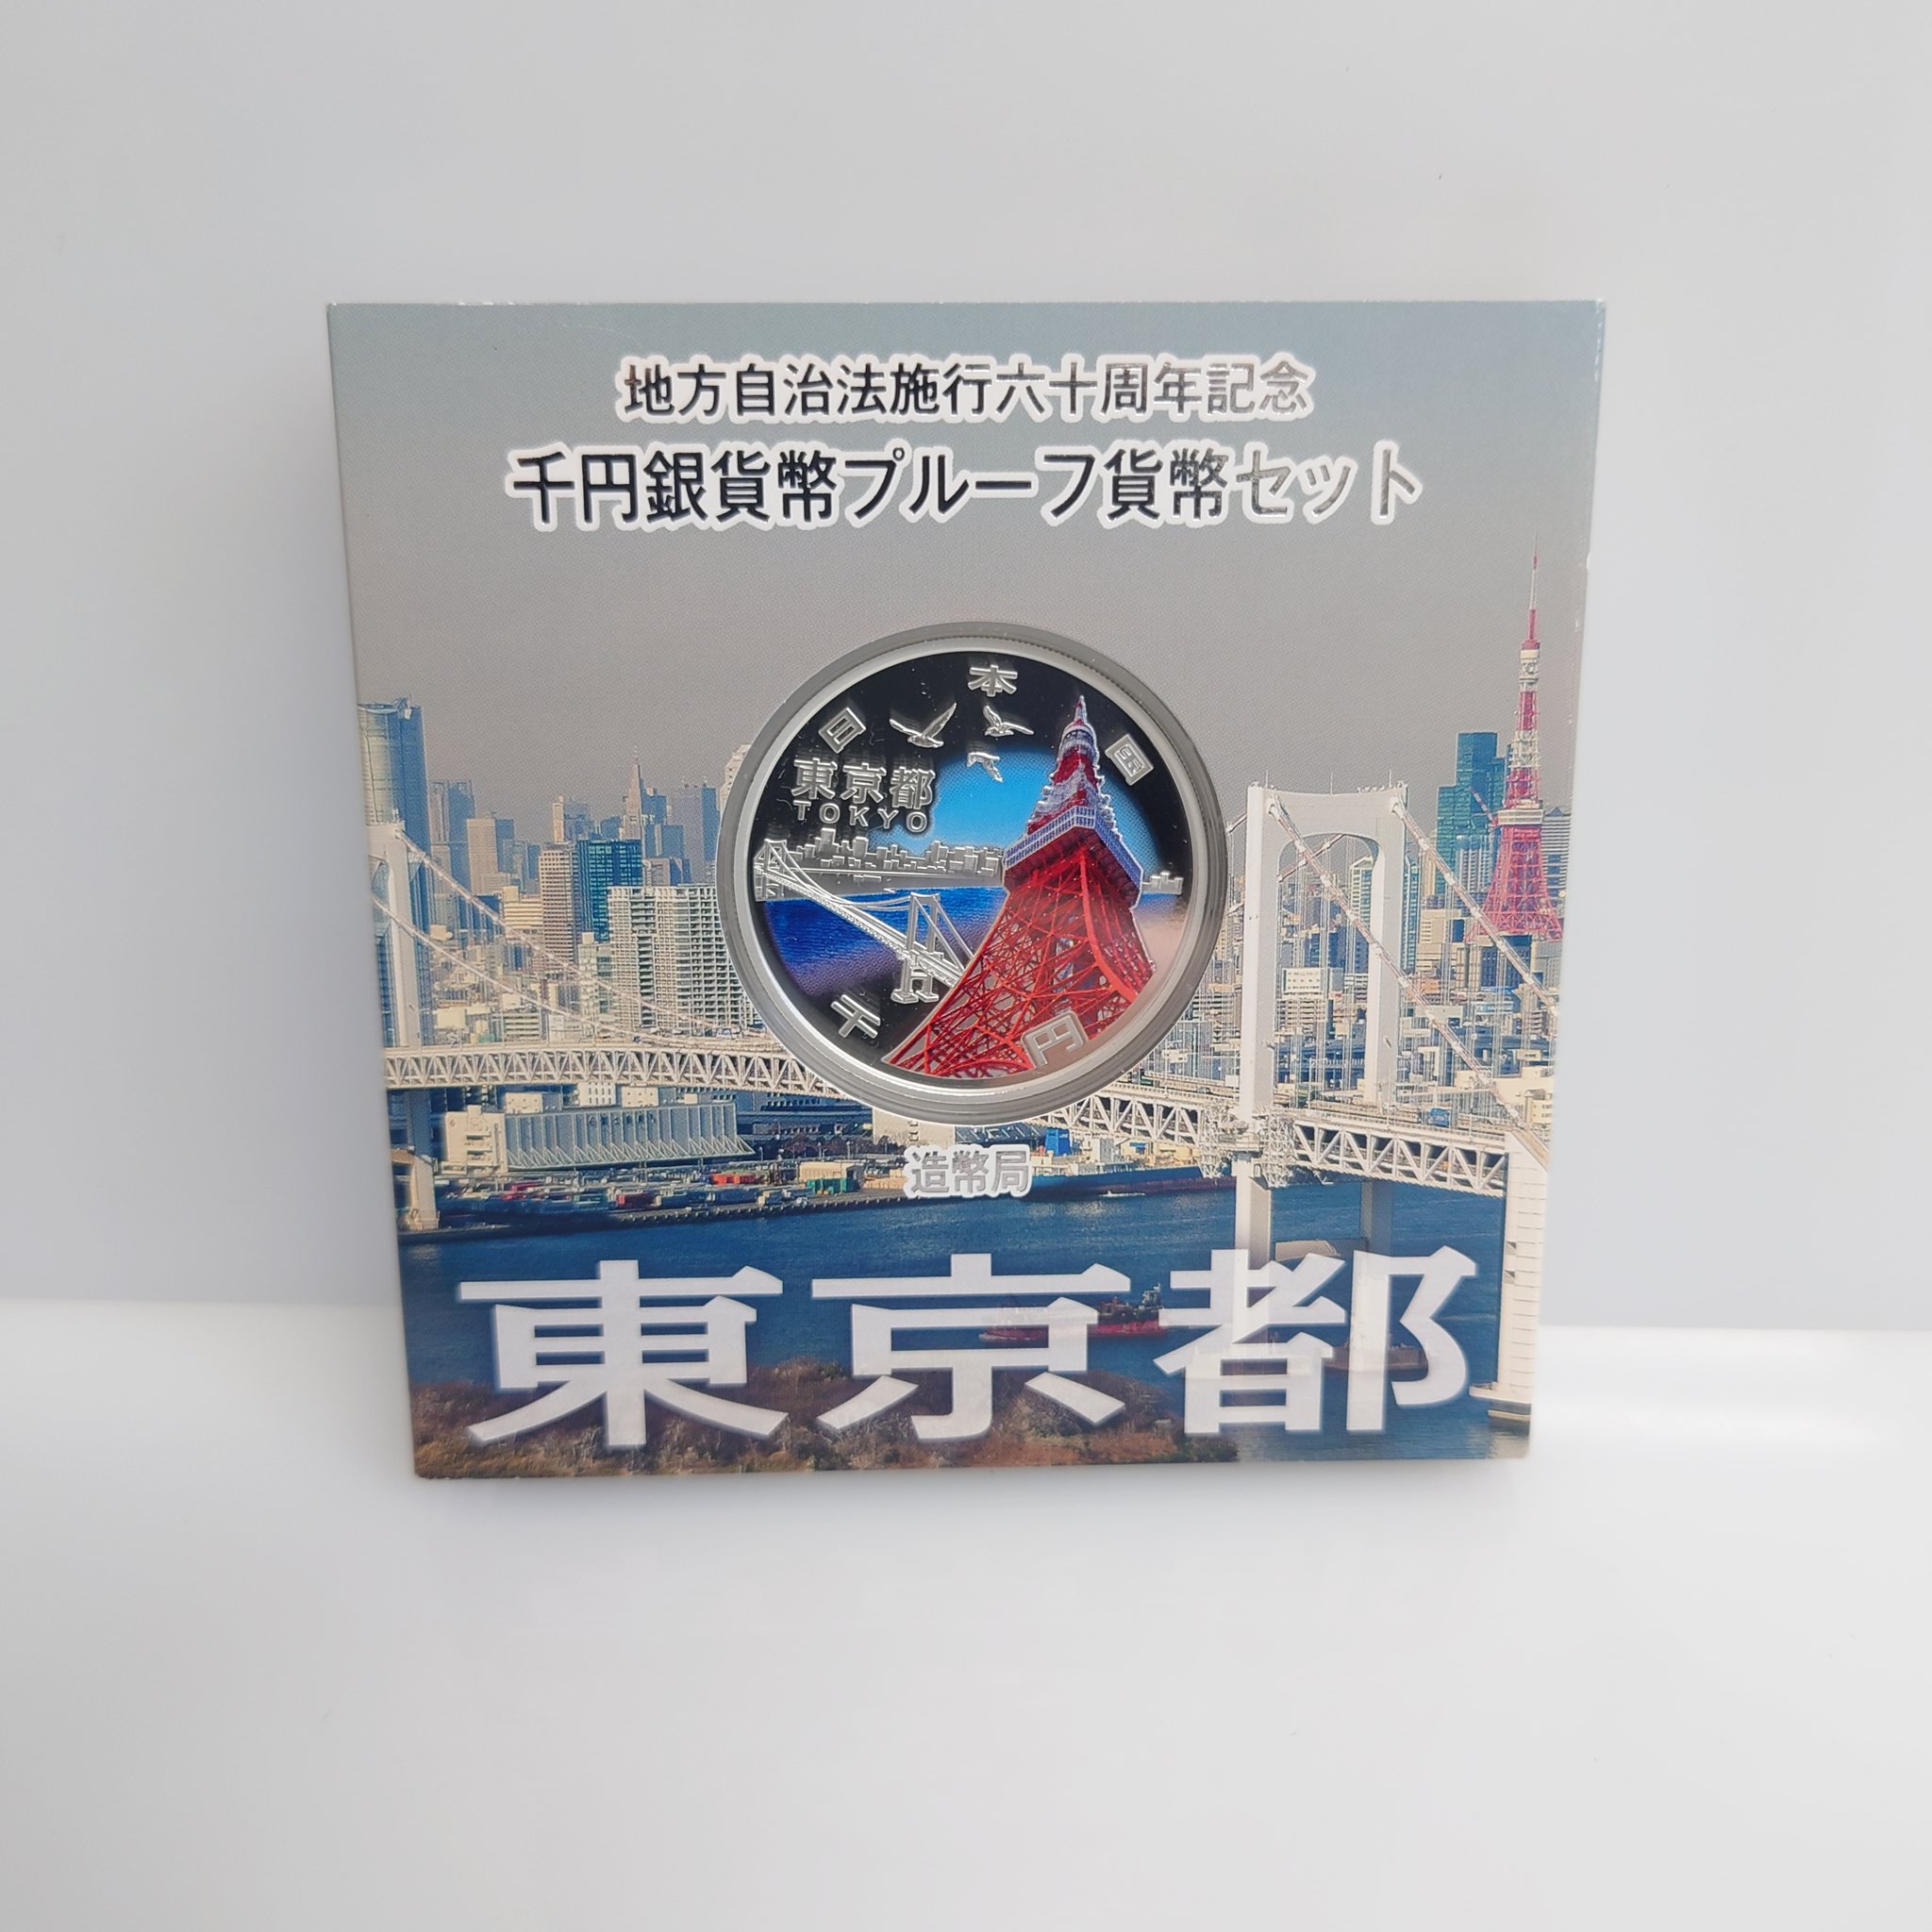 地方自治法施行六十周年記念
千円銀貨幣プルーフ貨幣セット
日本国
東京都
TOKYO
千円
造幣局
東京都